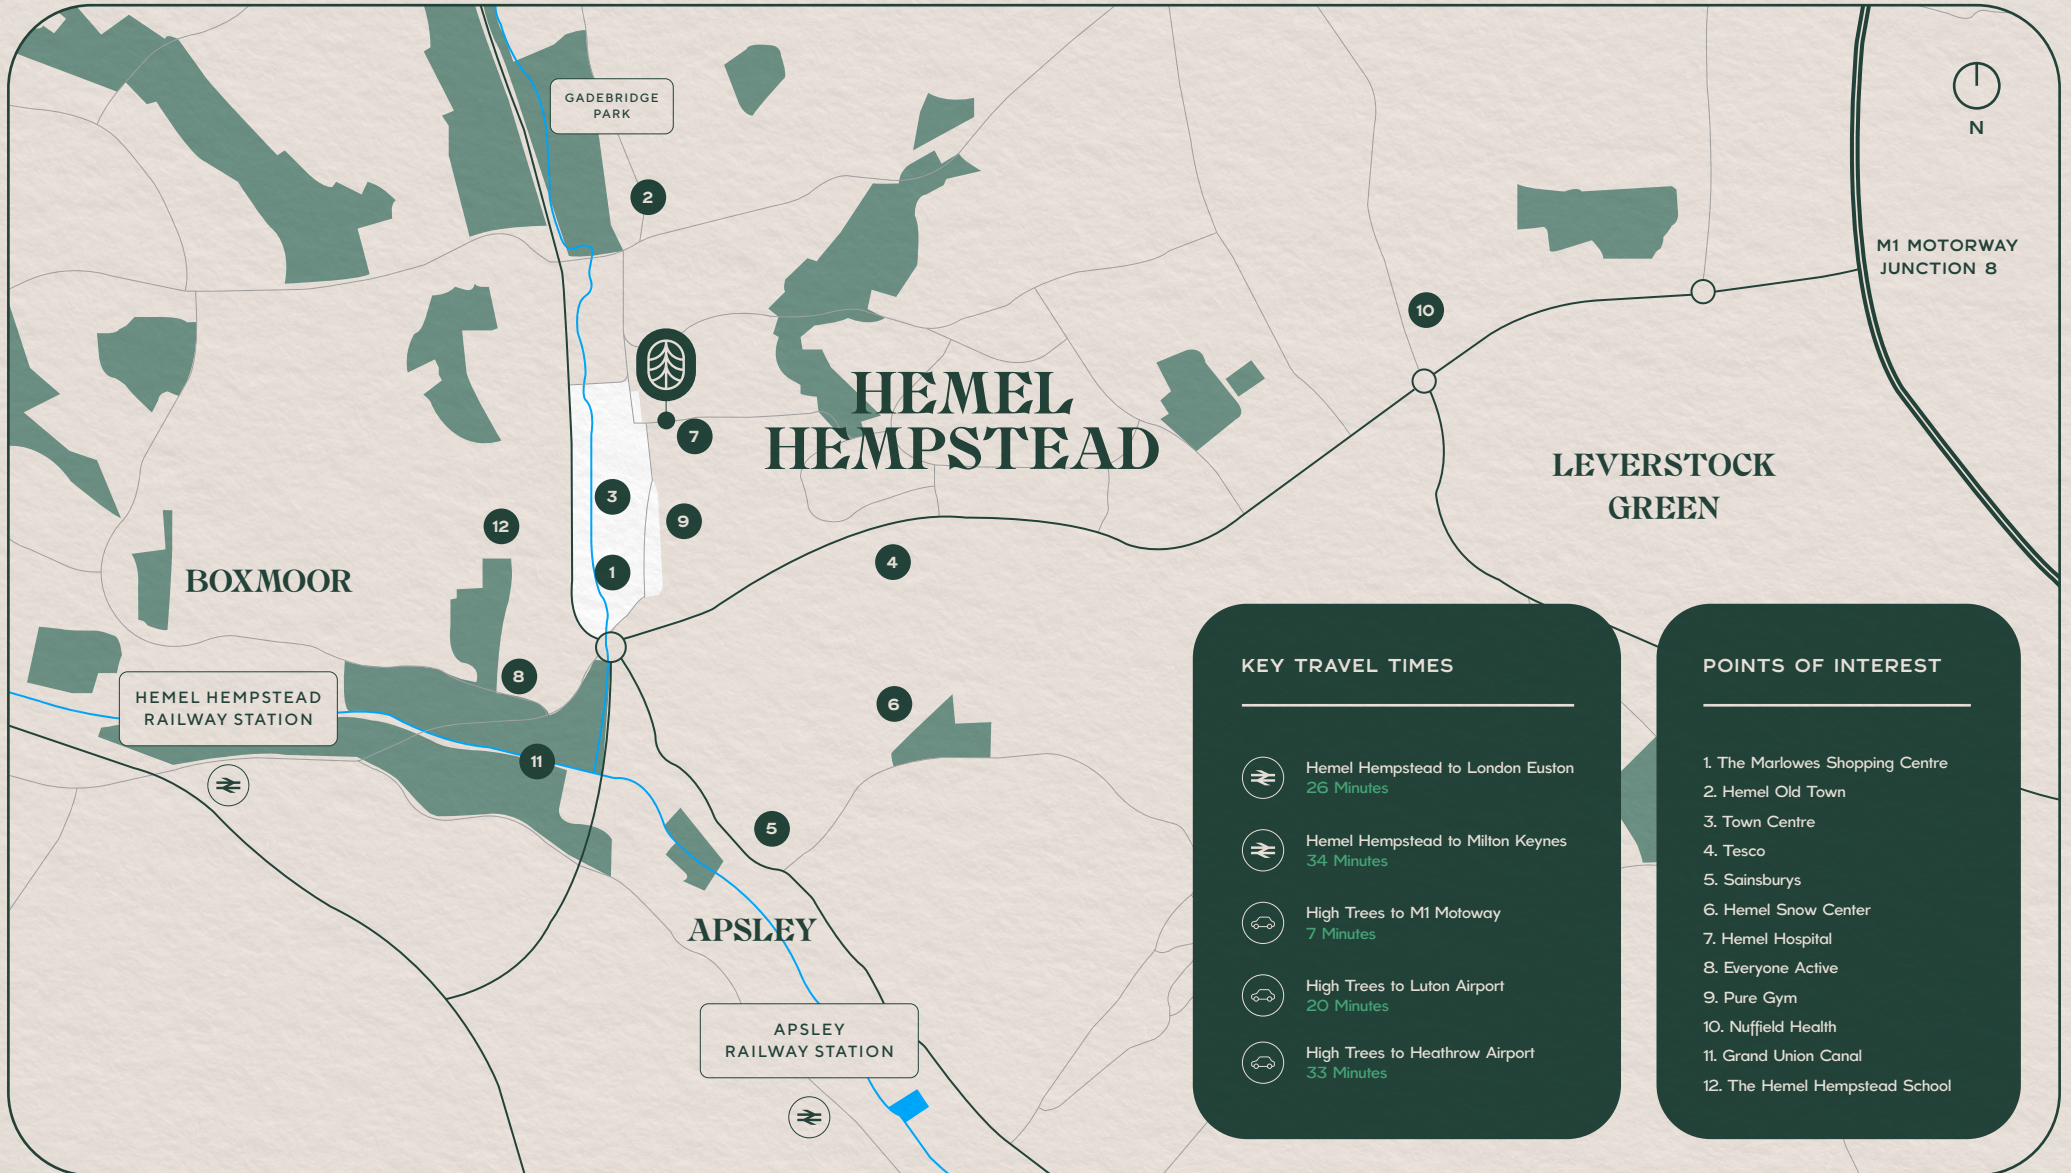 GADEBRIDGE
PARK
2
N
M1 MOTORWAY
JUNCTION 8
10
7
HEMEL
HEMPSTEAD
3
9
12
LEVERSTOCK
GREEN
1
4
BOXMOOR
8
HEMEL HEMPSTEAD
RAILWAY STATION
6
11
5
APSLEY
APSLEY
RAILWAY STATION
KEY TRAVEL TIMES
Hemel Hempstead to London Euston
26 Minutes
Hemel Hempstead to Milton Keynes
34 Minutes
High Trees to M1 Motoway
7 Minutes
High Trees to Luton Airport
20 Minutes
High Trees to Heathrow Airport
33 Minutes
POINTS OF INTEREST
1. The Marlowes Shopping Centre
2. Hemel Old Town
3. Town Centre
4. Tesco
5. Sainsburys
6. Hemel Snow Center
7. Hemel Hospital
8. Everyone Active
9. Pure Gym
10. Nuffield Health
11. Grand Union Canal
12. The Hemel Hempstead School